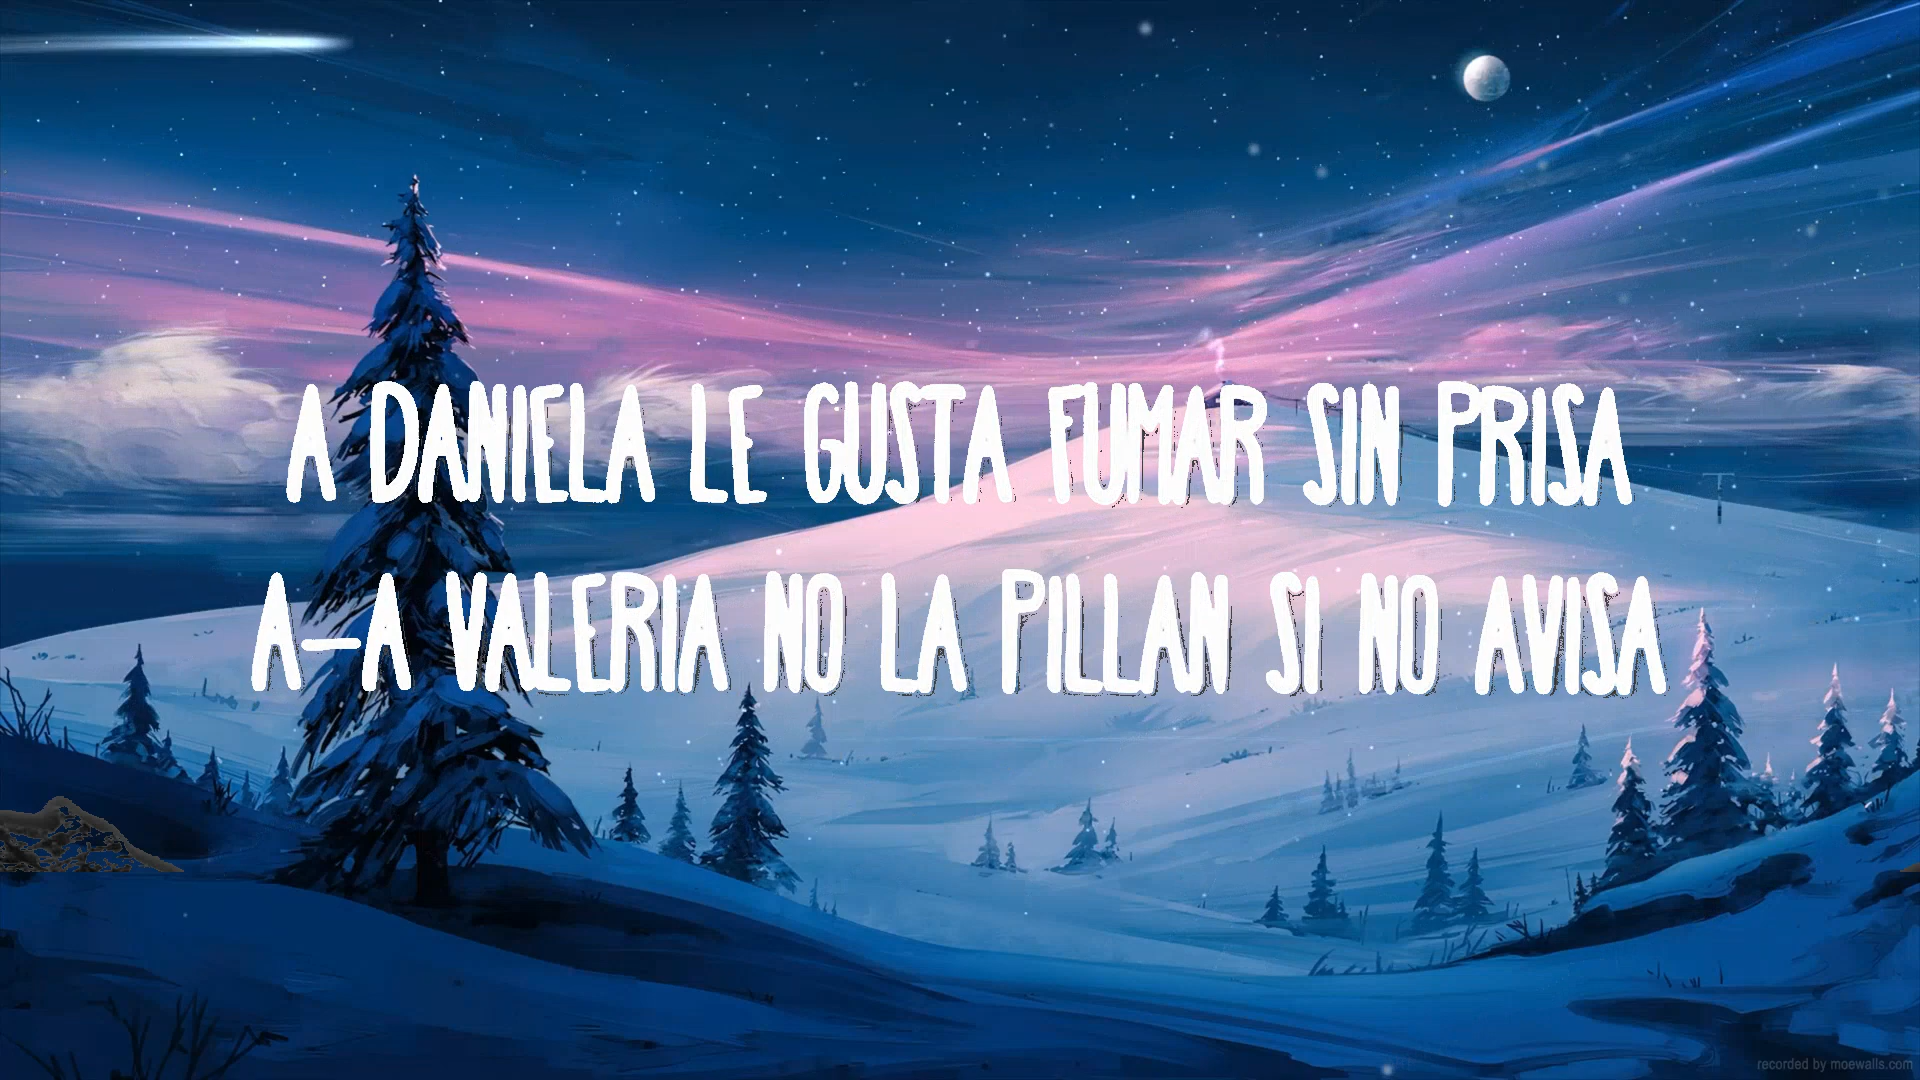 A DANIELA LE GUSTA FUMAR SIN PRISA
A-A VALERIA NO LA PILLAN SI NO AVISA
recorded by moewalls.com